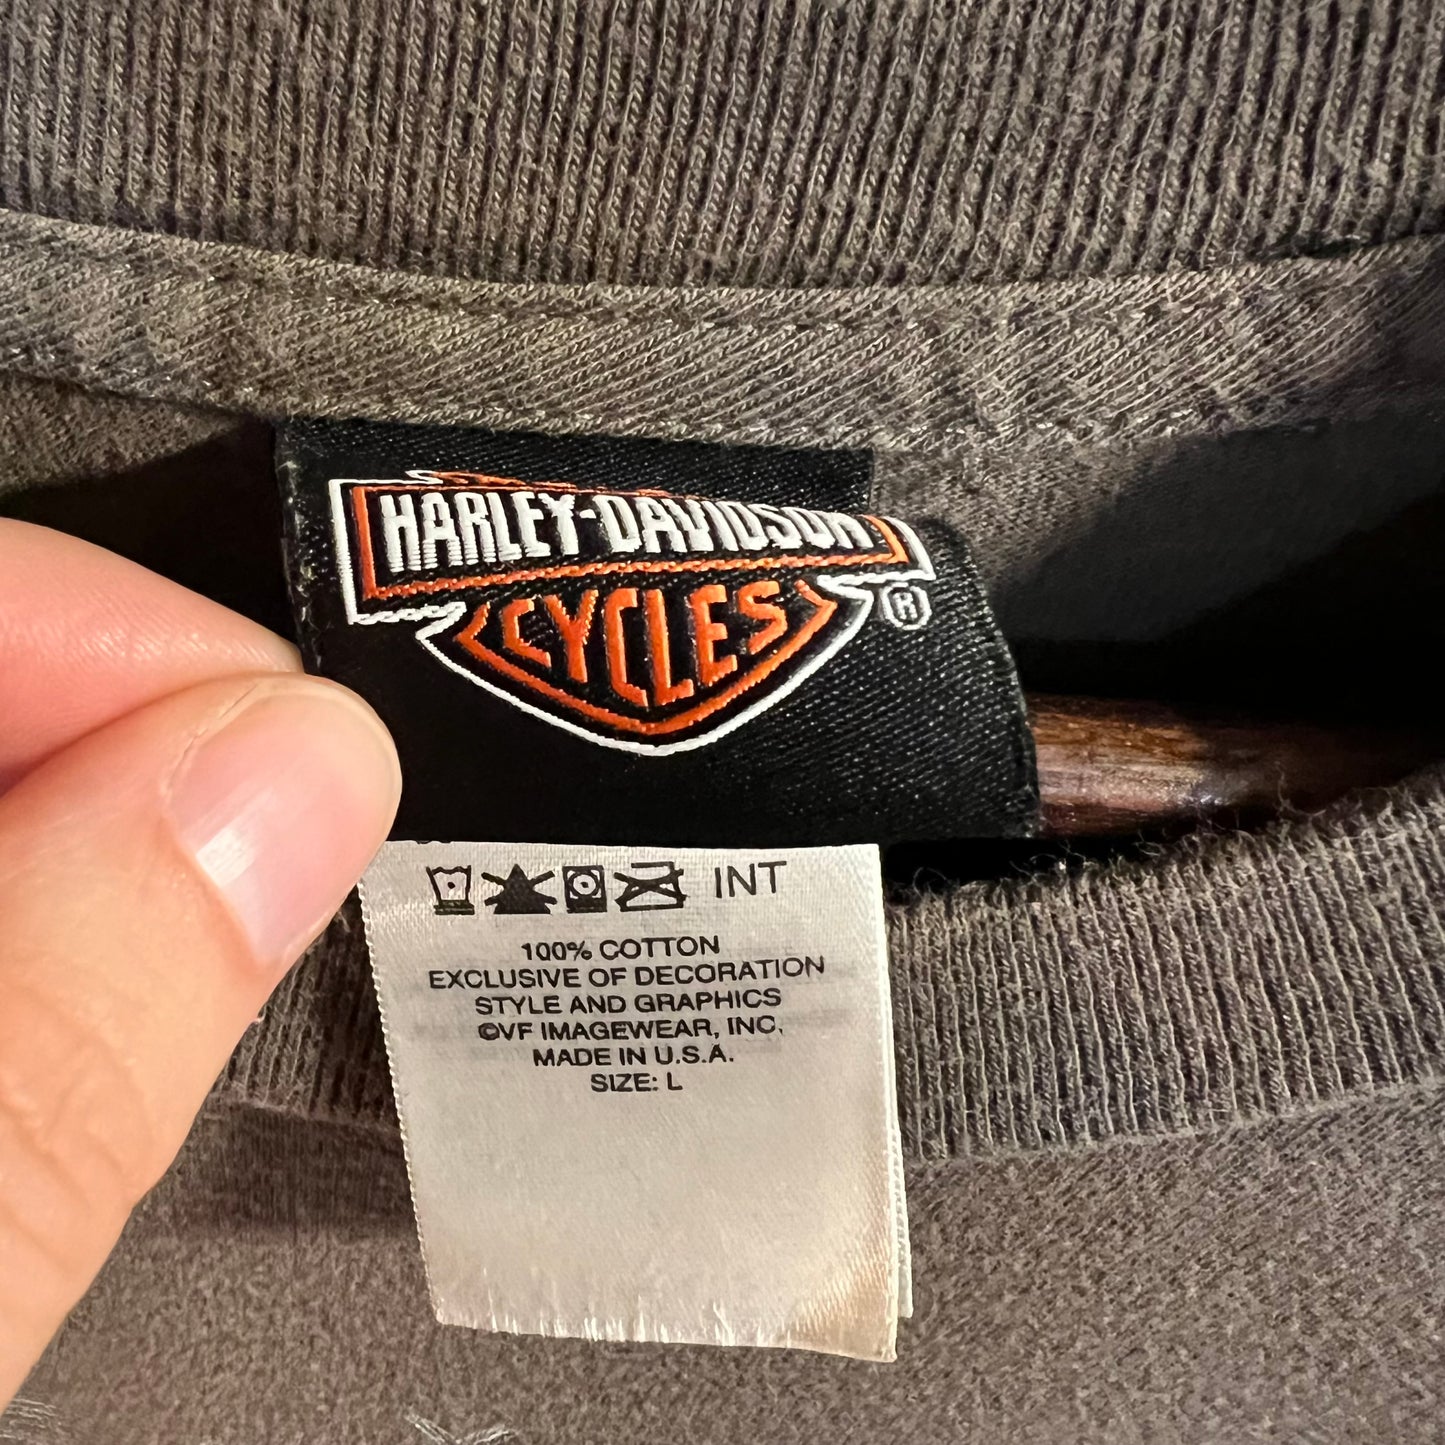 HARLEY-DAVIDSON
CYCLES
®
INT
100% COTTON
EXCLUSIVE OF DECORATION
STYLE AND GRAPHICS
©VF IMAGEWEAR, INC.
MADE IN U.S.A.
SIZE: L